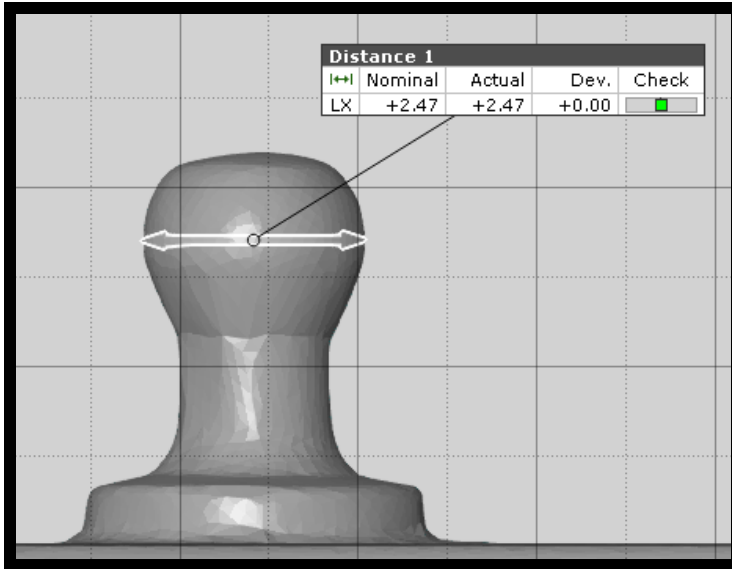 Distance 1
Nominal Actual Dev. Check
LX +2.47 +2.47 +0.00